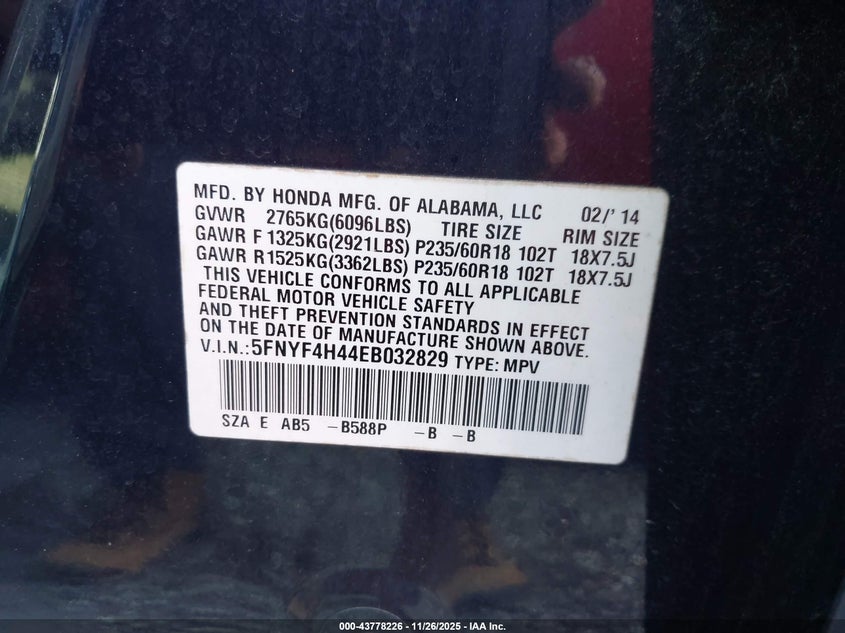 MFD. BY HONDA MFG. OF ALABAMA, LLC 02/' 14
GVWR 2765KG(6096LBS) TIRE SIZE RIM SIZE
GAWR F 1325KG(2921LBS) P235/60R18 102T 18X7.5J
GAWR R1525KG(3362LBS) P235/60R18 102T 18X7.5J
THIS VEHICLE CONFORMS TO ALL APPLICABLE
FEDERAL MOTOR VEHICLE SAFETY
AND THEFT PREVENTION STANDARDS IN EFFECT
ON THE DATE OF MANUFACTURE SHOWN ABOVE.
V.I.N.:5FNYF4H44EB032829 TYPE: MPV
SZA E AB5 -B588P -B -B
000-43778226 - 11/26/2025 - IAA Inc.